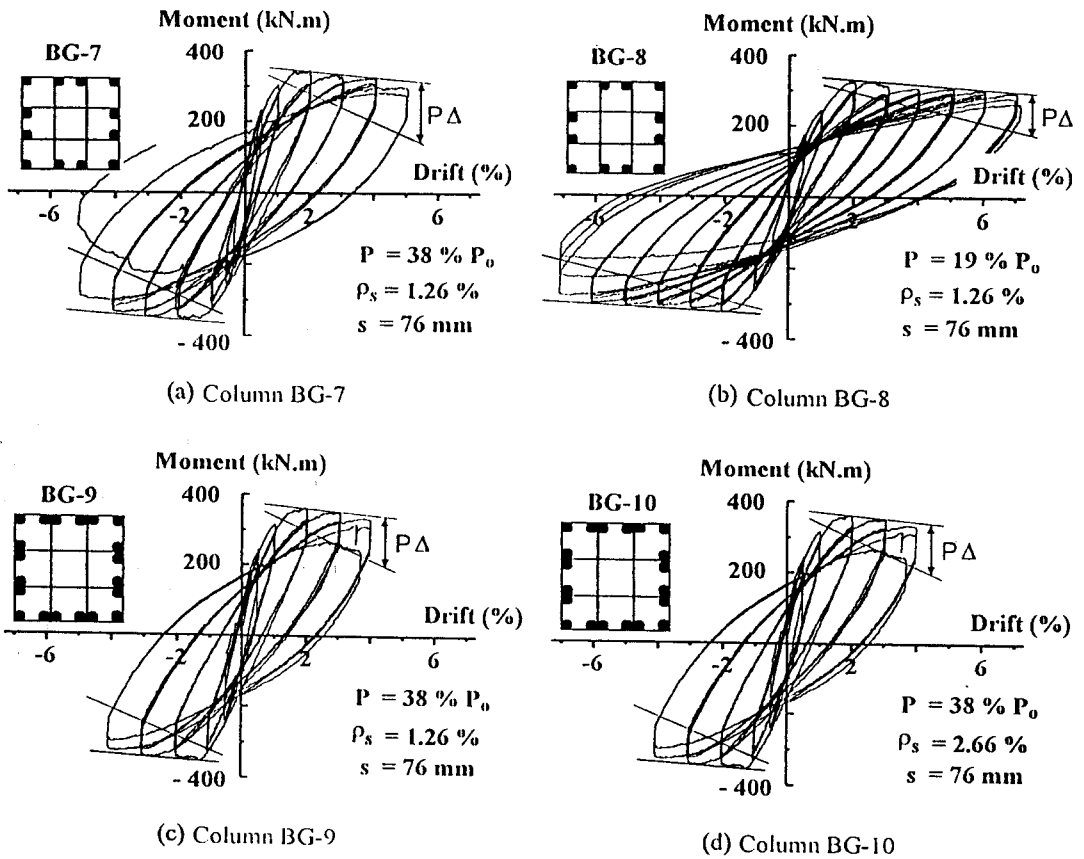 Moment (kN.m)
BG-7
400
200
PΔ
Drift (%)
-6
-2
2
6
P = 38 % Po
ρs = 1.26 %
s = 76 mm
- 400
(a) Column BG-7
Moment (kN.m)
BG-8
400
200
PΔ
Drift (%)
-6
-2
2
6
P = 19 % Po
ρs = 1.26 %
s = 76 mm
- 400
(b) Column BG-8
Moment (kN.m)
BG-9
400
200
PΔ
Drift (%)
-6
-2
2
6
P = 38 % Po
ρs = 1.26 %
s = 76 mm
- 400
(c) Column BG-9
Moment (kN.m)
BG-10
400
200
PΔ
Drift (%)
-6
-2
2
6
P = 38 % Po
ρs = 2.66 %
s = 76 mm
- 400
(d) Column BG-10